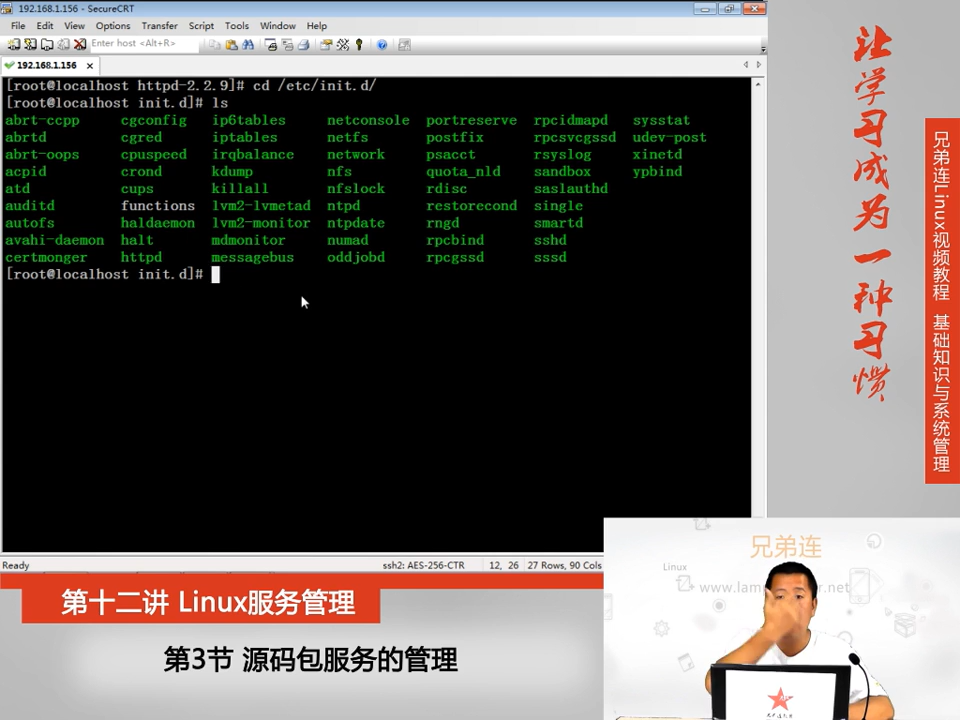 192.168.1.156 - SecureCRT
File Edit View Options Transfer Script Tools Window Help
Enter host <Alt+R>
192.168.1.156
[root@localhost httpd-2.2.9]# cd /etc/init.d/
[root@localhost init.d]# ls
abrt-ccpp cgconfig ip6tables netconsole portreserve rpcidmapd sysstat
abrtd cgred iptables netfs postfix rpcsvcgssd udev-post
abrt-oops cpuspeed irqbalance network psacct rsyslog xinetd
acpid crond kdump nfs quota_nld sandbox ypbind
atd cups killall nfslock rdisc saslauthd
auditd functions lvm2-lvmetad ntpd restorecond single
autofs haldaemon lvm2-monitor ntpdate rngd smartd
avahi-daemon halt mdmonitor numad rpcbind sshd
certmonger httpd messagebus oddjobd rpcgssd sssd
[root@localhost init.d]#
Ready ssh2: AES-256-CTR 12, 26 27 Rows, 90 Cols
让学习成为一种习惯
兄弟连Linux视频教程 基础知识与系统管理
第十二讲 Linux服务管理
第3节 源码包服务的管理
兄弟连
Linux